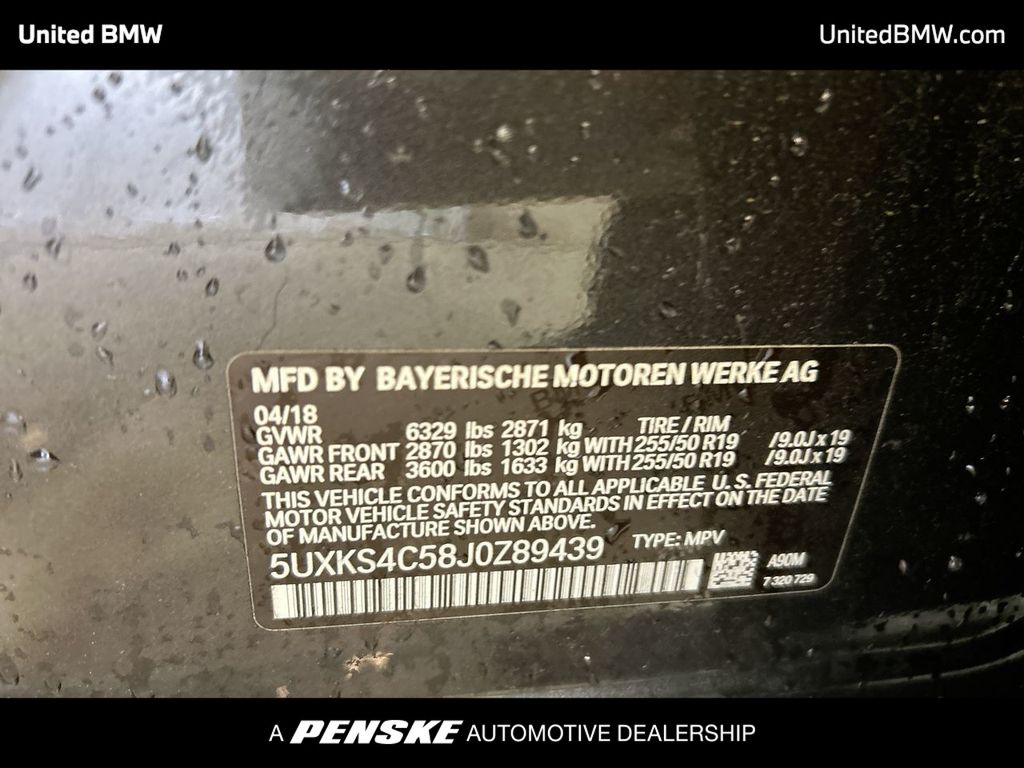 United BMW
UnitedBMW.com
MFD BY BAYERISCHE MOTOREN WERKE AG
04/18
GVWR 6329 lbs 2871 kg TIRE / RIM
GAWR FRONT 2870 lbs 1302 kg WITH 255/50 R19 /9.0J x 19
GAWR REAR 3600 lbs 1633 kg WITH 255/50 R19 /9.0J x 19
THIS VEHICLE CONFORMS TO ALL APPLICABLE U.S. FEDERAL
MOTOR VEHICLE SAFETY STANDARDS IN EFFECT ON THE DATE
OF MANUFACTURE SHOWN ABOVE.
5UXKS4C58J0Z89439 TYPE: MPV
A90M
7 320 729
A PENSKE AUTOMOTIVE DEALERSHIP